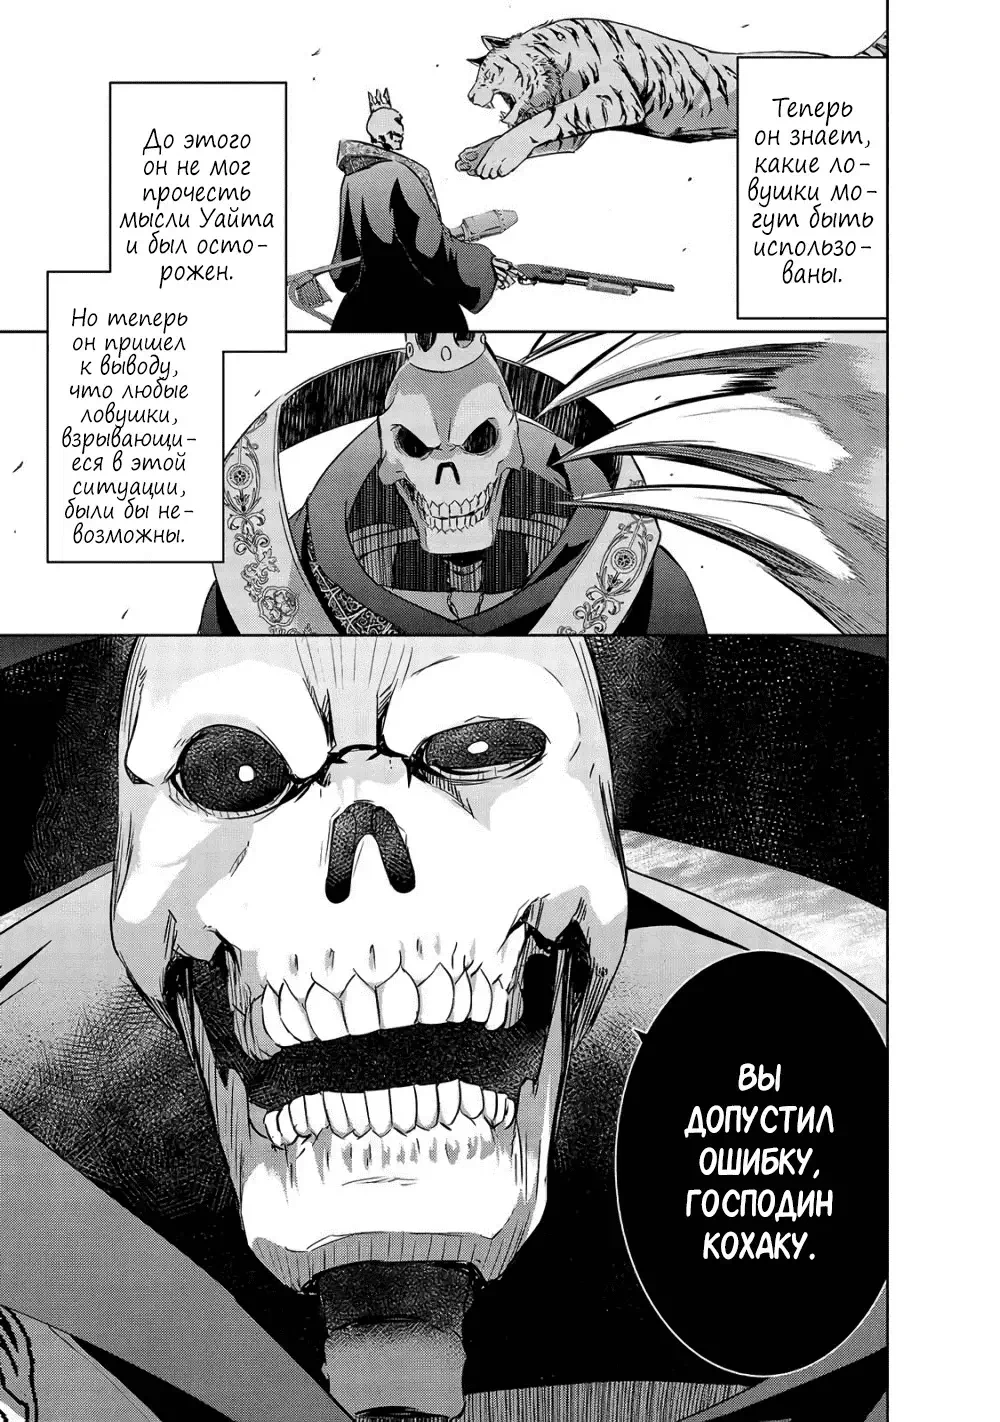 Теперь
он знает,
какие ло-
вушки мо-
гут быть
использо-
ваны.
До этого
он не мог
прочесть
мысли Уайта
и был осто-
рожен.
Но теперь
он пришел
к выводу,
что любые
ловушки,
взрывающи-
еся в этой
ситуации,
были бы не-
возможны.
ВЫ
ДОПУСТИЛ
ОШИБКУ,
ГОСПОДИН
КОХАКУ.